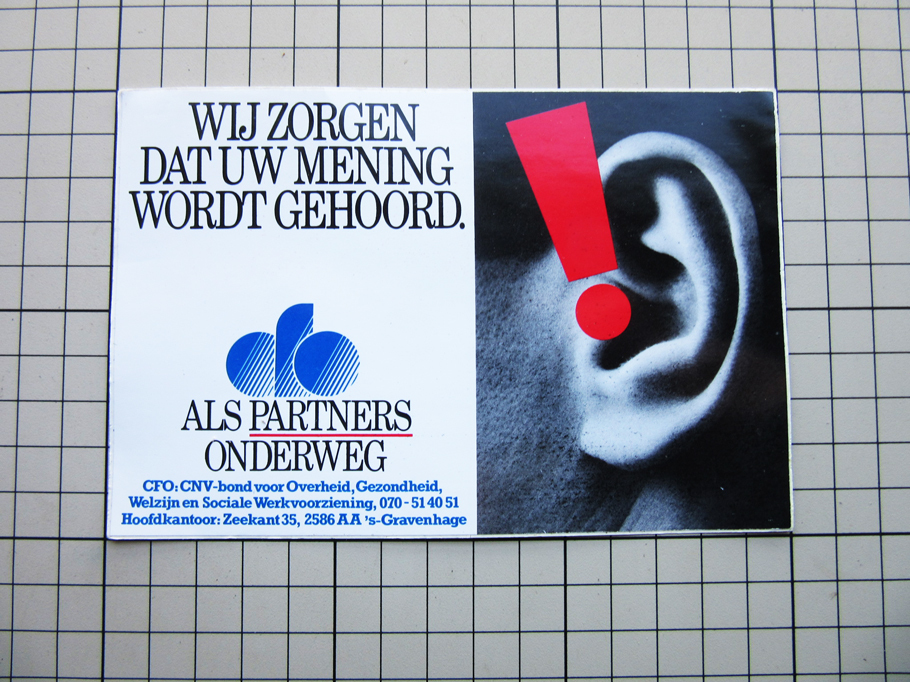 WIJ ZORGEN
DAT UW MENING
WORDT GEHOORD.
ALS PARTNERS
ONDERWEG
CFO: CNV-bond voor Overheid, Gezondheid,
Welzijn en Sociale Werkvoorziening, 070-51 40 51
Hoofdkantoor: Zeekant 35, 2586 AA 's-Gravenhage